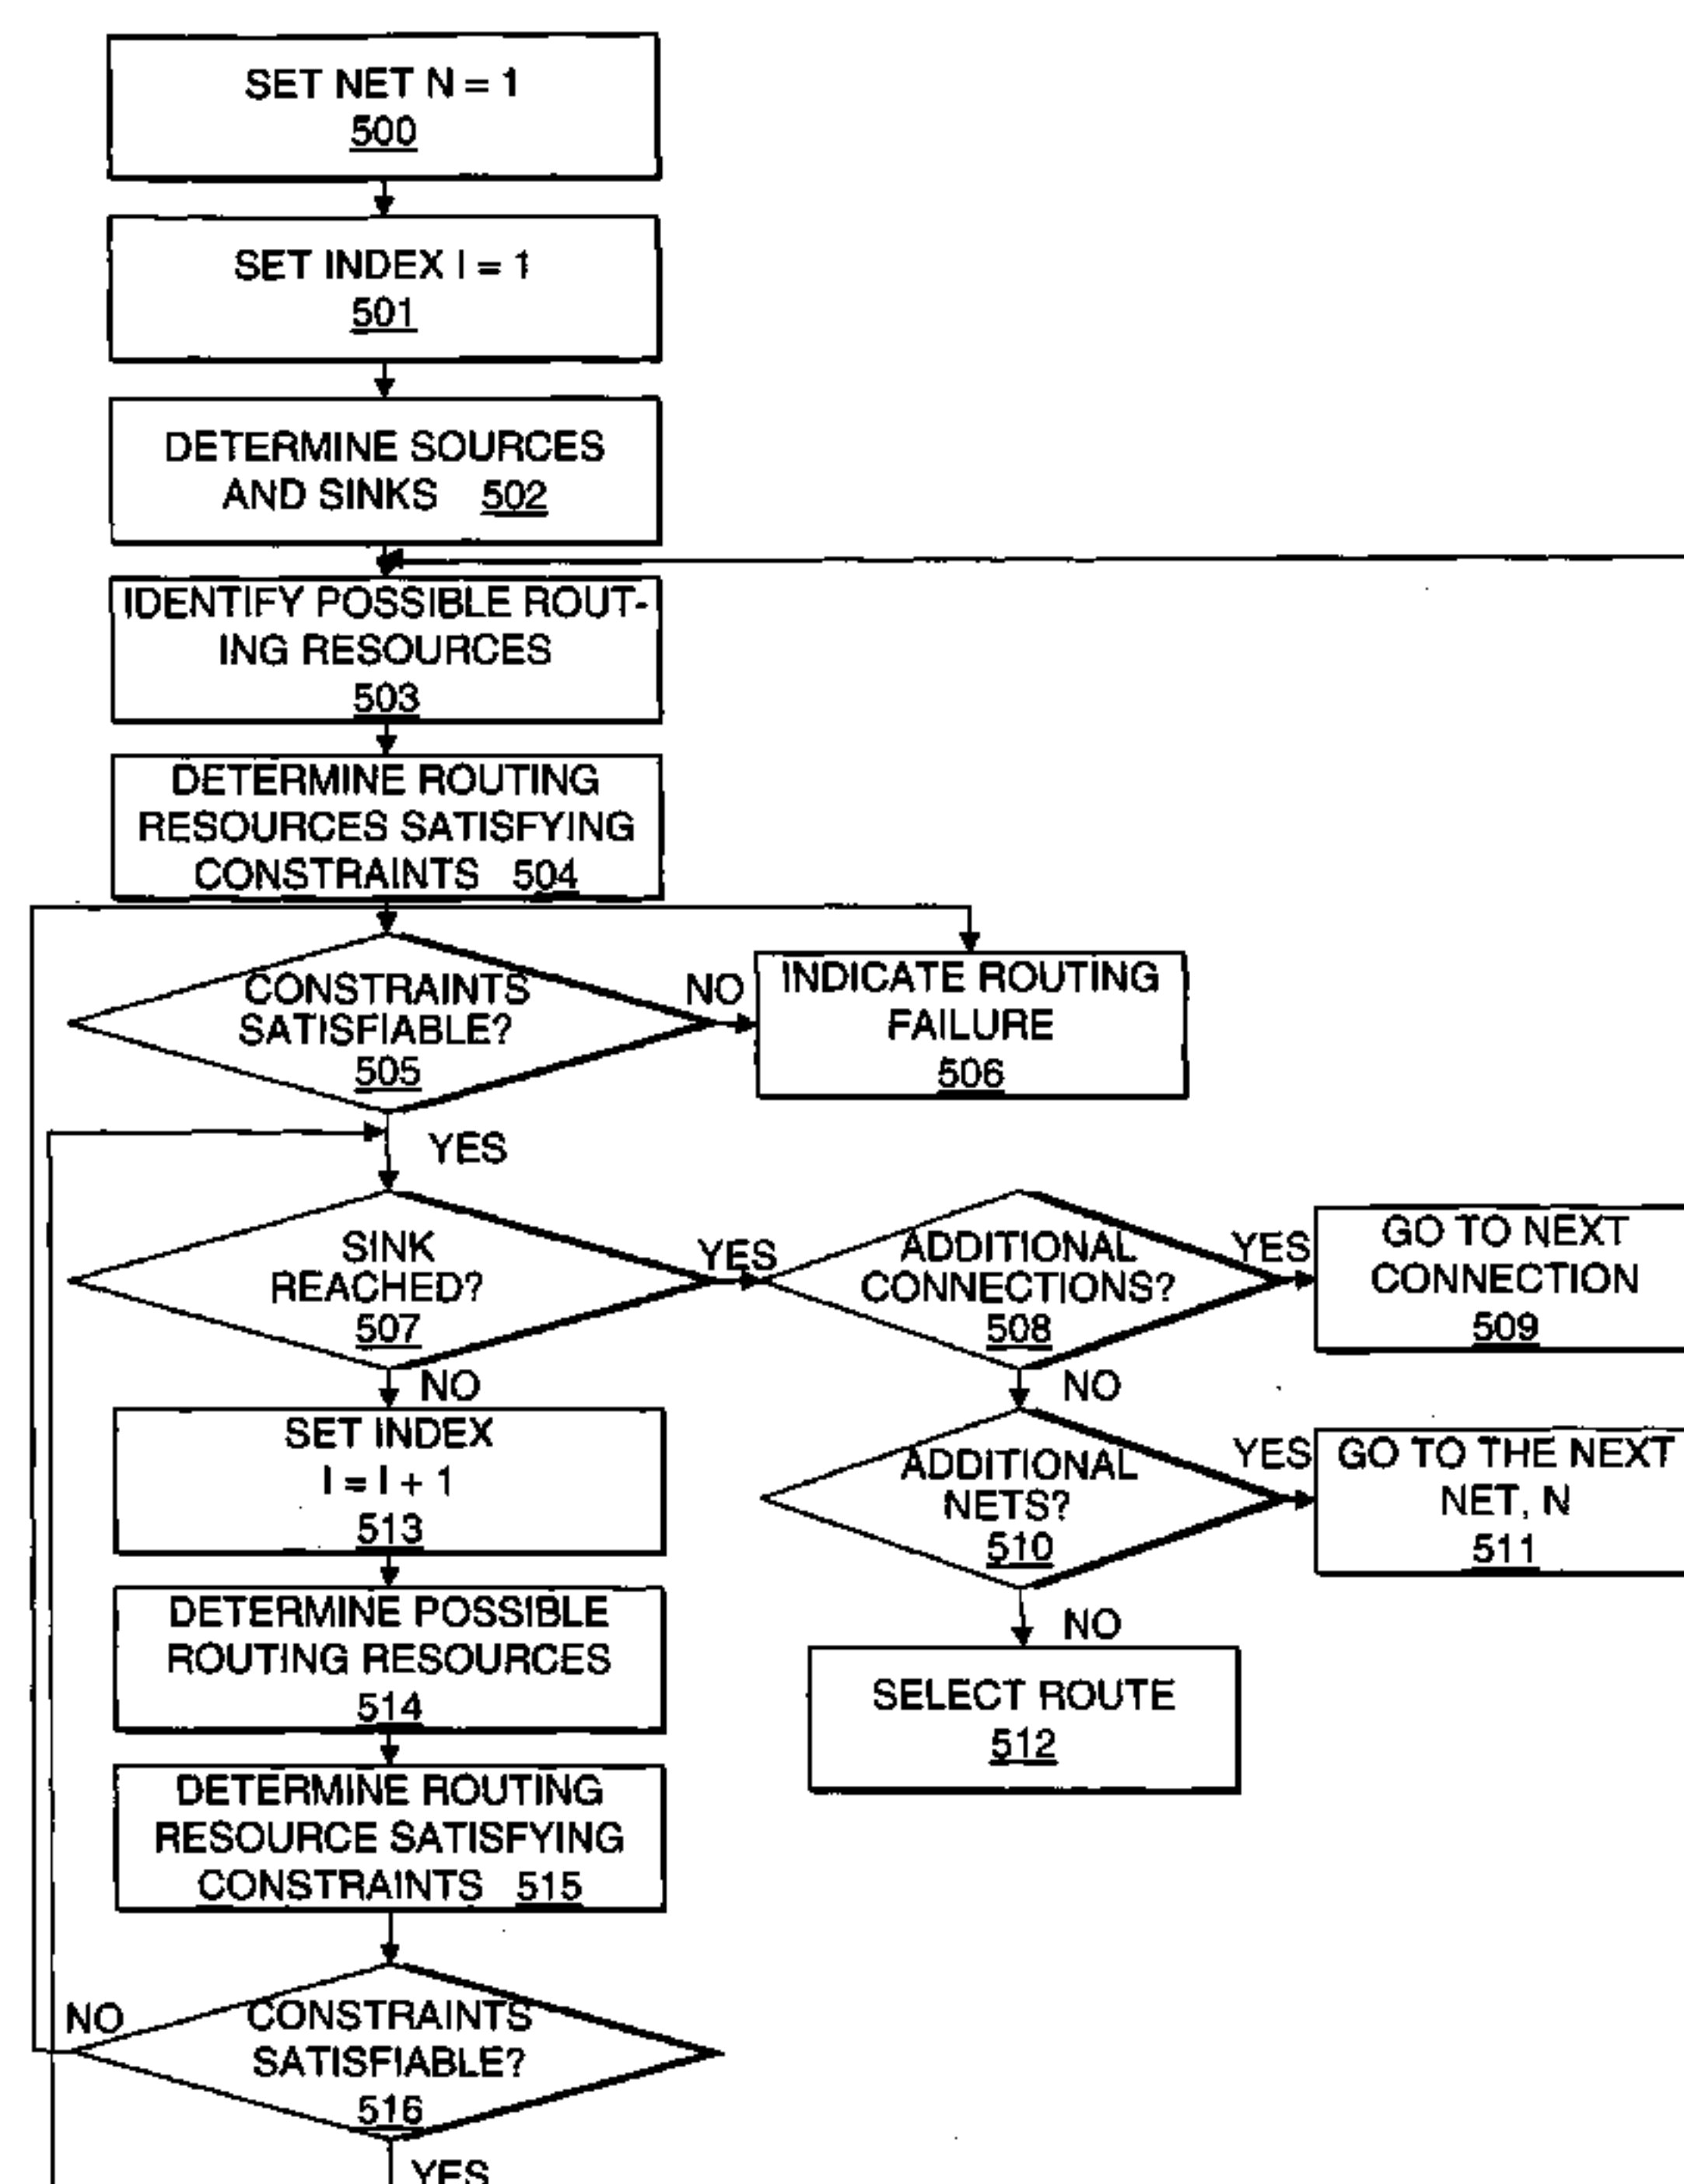 SET NET N = 1
500
SET INDEX I = 1
501
DETERMINE SOURCES
AND SINKS 502
IDENTIFY POSSIBLE ROUT-
ING RESOURCES
503
DETERMINE ROUTING
RESOURCES SATISFYING
CONSTRAINTS 504
CONSTRAINTS
SATISFIABLE?
505
NO
INDICATE ROUTING
FAILURE
506
YES
SINK
REACHED?
507
YES
ADDITIONAL
CONNECTIONS?
508
YES
GO TO NEXT
CONNECTION
509
NO
SET INDEX
I = I + 1
513
NO
ADDITIONAL
NETS?
510
YES
GO TO THE NEXT
NET, N
511
DETERMINE POSSIBLE
ROUTING RESOURCES
514
NO
SELECT ROUTE
512
DETERMINE ROUTING
RESOURCE SATISFYING
CONSTRAINTS 515
NO
CONSTRAINTS
SATISFIABLE?
516
YES